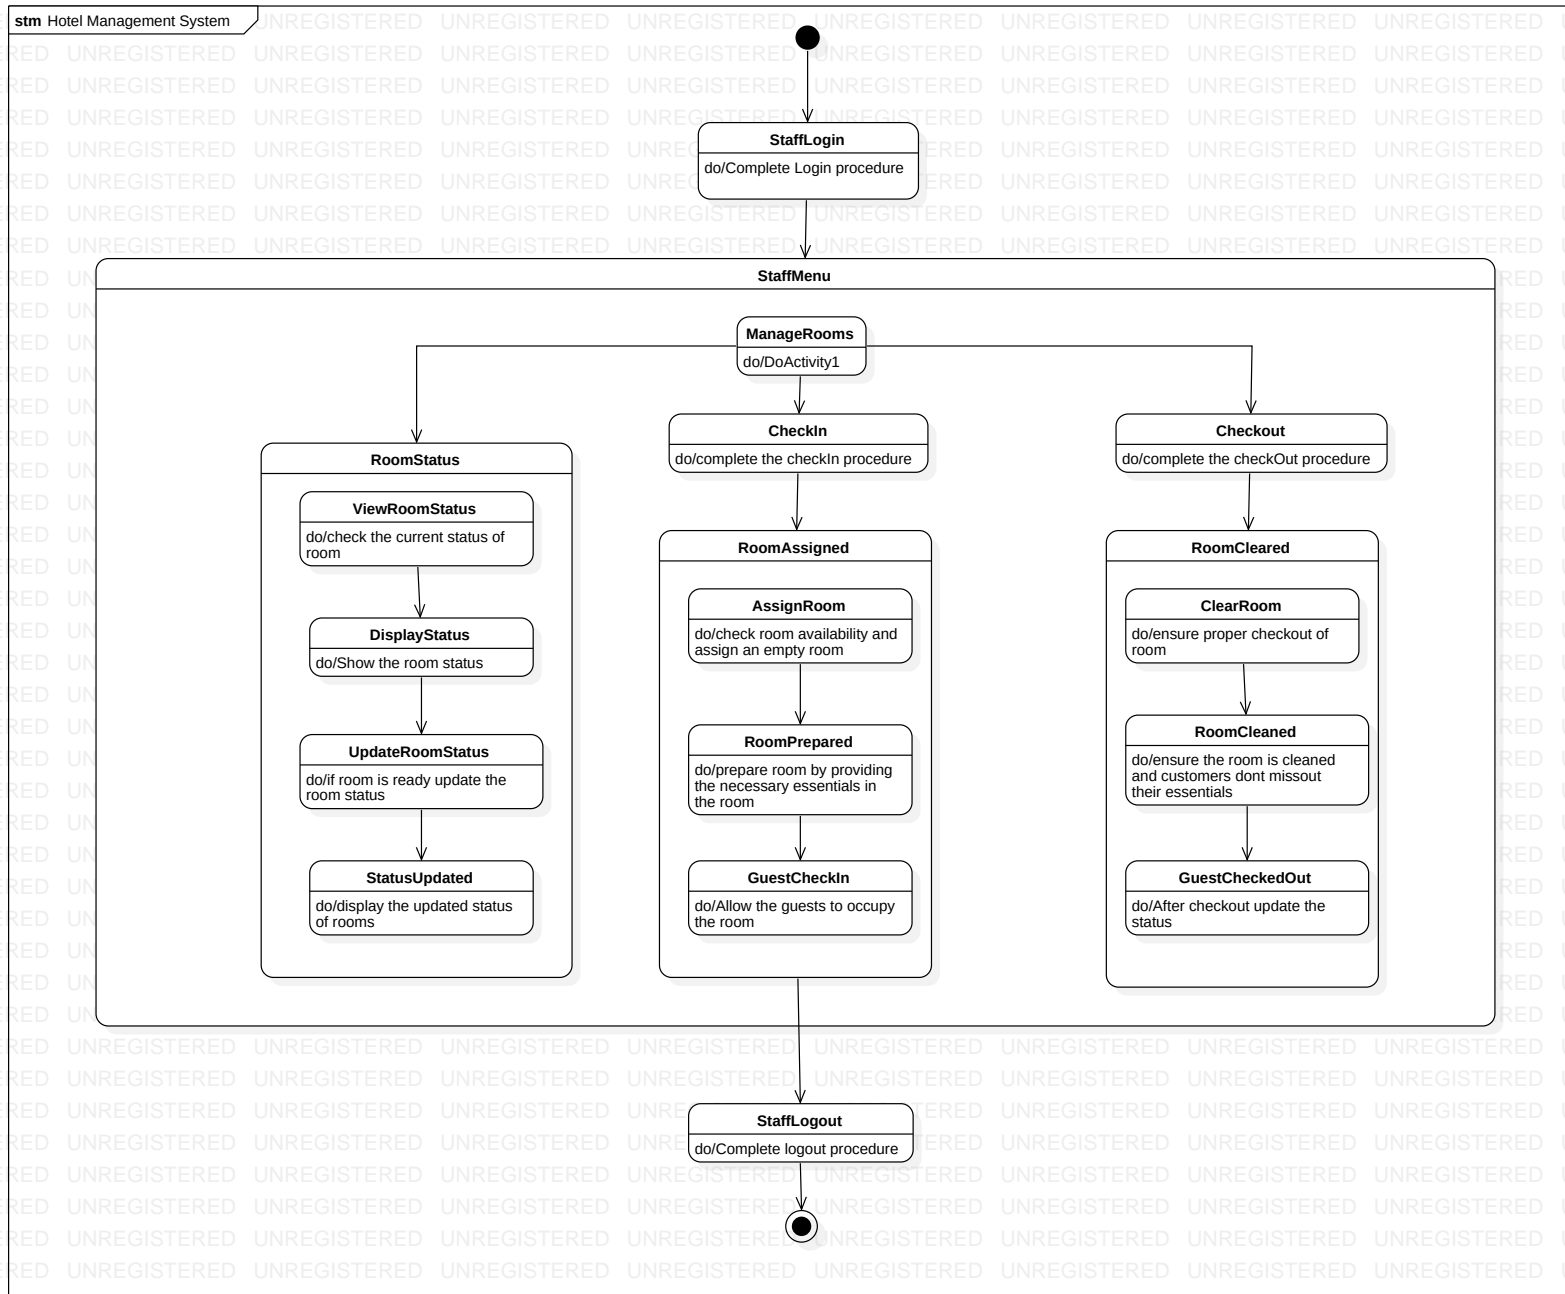 stm Hotel Management System
StaffLogin
do/Complete Login procedure
StaffMenu
ManageRooms
do/DoActivity1
RoomStatus
ViewRoomStatus
do/check the current status of
room
DisplayStatus
do/Show the room status
UpdateRoomStatus
do/if room is ready update the
room status
StatusUpdated
do/display the updated status
of rooms
CheckIn
do/complete the checkIn procedure
RoomAssigned
AssignRoom
do/check room availability and
assign an empty room
RoomPrepared
do/prepare room by providing
the necessary essentials in
the room
GuestCheckIn
do/Allow the guests to occupy
the room
Checkout
do/complete the checkOut procedure
RoomCleared
ClearRoom
do/ensure proper checkout of
room
RoomCleaned
do/ensure the room is cleaned
and customers dont missout
their essentials
GuestCheckedOut
do/After checkout update the
status
StaffLogout
do/Complete logout procedure
UNREGISTERED